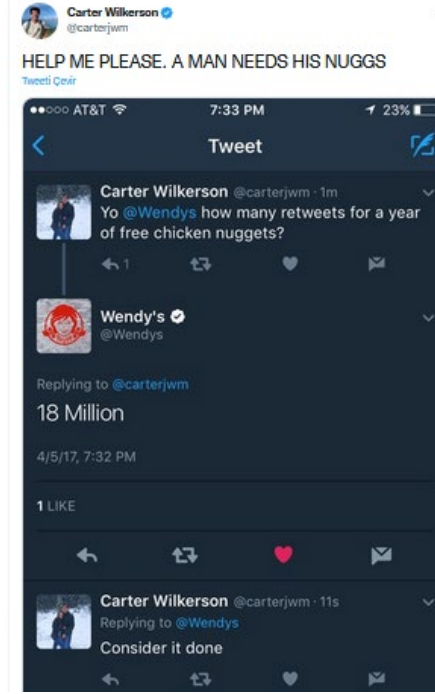 Carter Wilkerson
@carterjwm
HELP ME PLEASE. A MAN NEEDS HIS NUGGS
Tweeti Çevir
AT&T 7:33 PM 23%
Tweet
Carter Wilkerson @carterjwm · 1m
Yo @Wendys how many retweets for a year
of free chicken nuggets?
1
Wendy's
@Wendys
Replying to @carterjwm
18 Million
4/5/17, 7:32 PM
1 LIKE
Carter Wilkerson @carterjwm · 11s
Replying to @Wendys
Consider it done